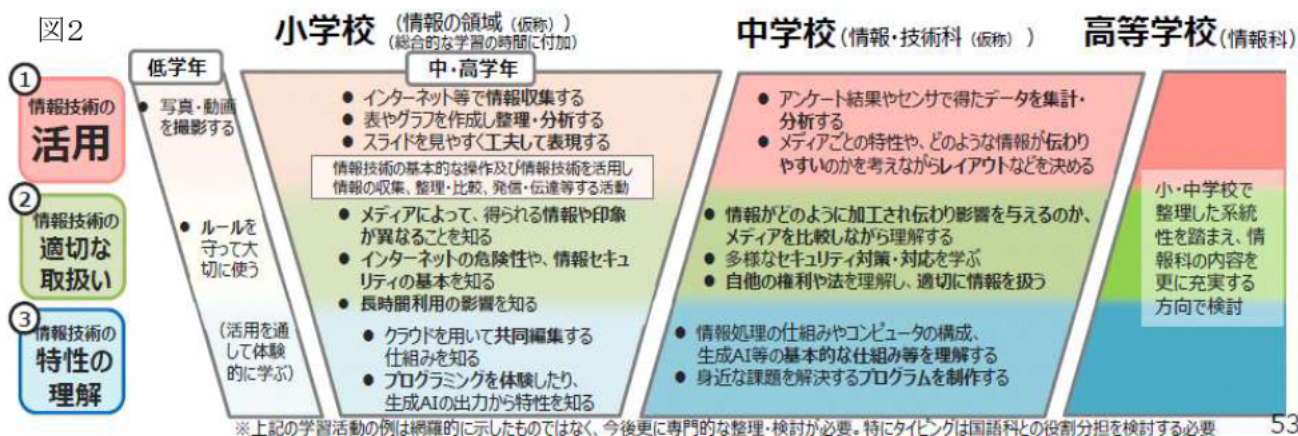 図2
小学校 (情報の領域(仮称))
(総合的な学習の時間に付加)
中学校(情報・技術科(仮称))
高等学校(情報科)
低学年
中・高学年
①
情報技術の
活用
● 写真・動画
を撮影する
● インターネット等で情報収集する
● 表やグラフを作成し整理・分析する
● スライドを見やすく工夫して表現する
情報技術の基本的な操作及び情報技術を活用し
情報の収集、整理・比較、発信・伝達等する活動
● アンケート結果やセンサで得たデータを集計・
分析する
● メディアごとの特性や、どのような情報が伝わり
やすいのかを考えながらレイアウトなどを決める
②
情報技術の
適切な
取扱い
● ルールを
守って大
切に使う
● メディアによって、得られる情報や印象
が異なることを知る
● インターネットの危険性や、情報セキュ
リティの基本を知る
● 長時間利用の影響を知る
● 情報がどのように加工され伝わり影響を与えるのか、
メディアを比較しながら理解する
● 多様なセキュリティ対策・対応を学ぶ
● 自他の権利や法を理解し、適切に情報を扱う
小・中学校で
整理した系統
性を踏まえ、情
報科の内容を
更に充実する
方向で検討
③
情報技術の
特性の
理解
(活用を通
して体験
的に学ぶ)
● クラウドを用いて共同編集する
仕組みを知る
● プログラミングを体験したり、
生成AIの出力から特性を知る
● 情報処理の仕組みやコンピュータの構成、
生成AI等の基本的な仕組み等を理解する
● 身近な課題を解決するプログラムを制作する
※上記の学習活動の例は網羅的に示したものではなく、今後更に専門的な整理・検討が必要。特にタイピングは国語科との役割分担を検討する必要
53